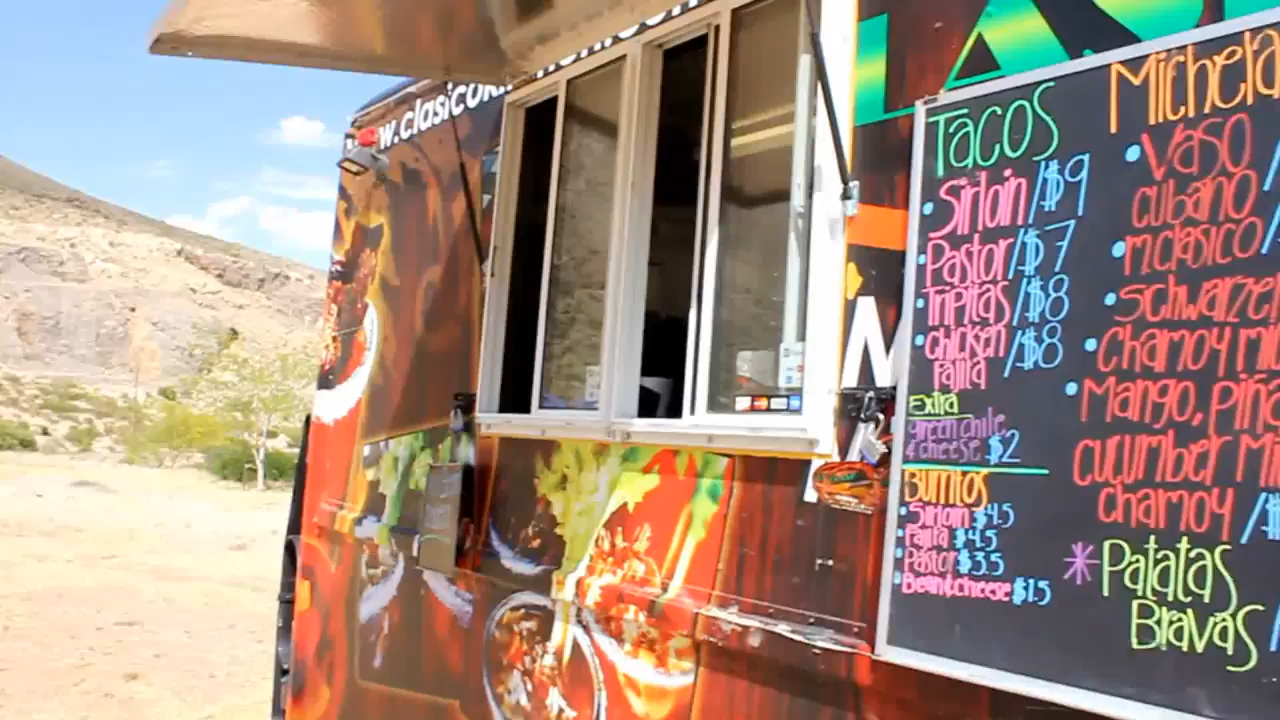 w.clasicok
TACOS
• Sirloin /$9
• Pastor /$7
• Tripitas /$8
• chicken fajita /$8
Extra
green chile
& cheese $2
Burritos
• Sirloin $4.5
• Fajita $4.5
• Pastor $3.5
• Bean & cheese $1.5
Michela
• Vaso
cubano /
• m.clasico /
• Schwarze
• Chamoy mi
• Mango, piña
cucumber Mi
chamoy /$
* Patatas
Bravas /